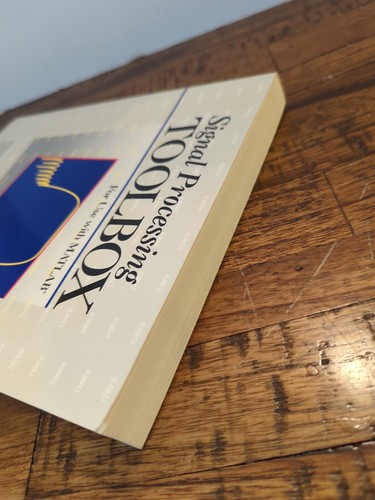 Signal Processing
TOOLBOX
For Use with MATLAB®